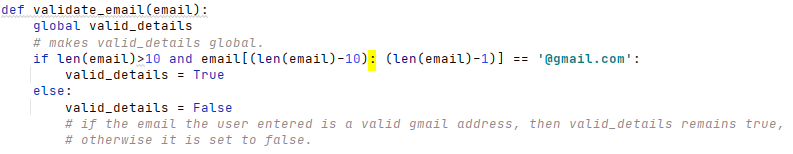 def validate_email(email):
    global valid_details
    # makes valid_details global.
    if len(email)>10 and email[(len(email)-10): (len(email)-1)] == '@gmail.com':
        valid_details = True
    else:
        valid_details = False
        # if the email the user entered is a valid gmail address, then valid_details remains true,
        # otherwise it is set to false.